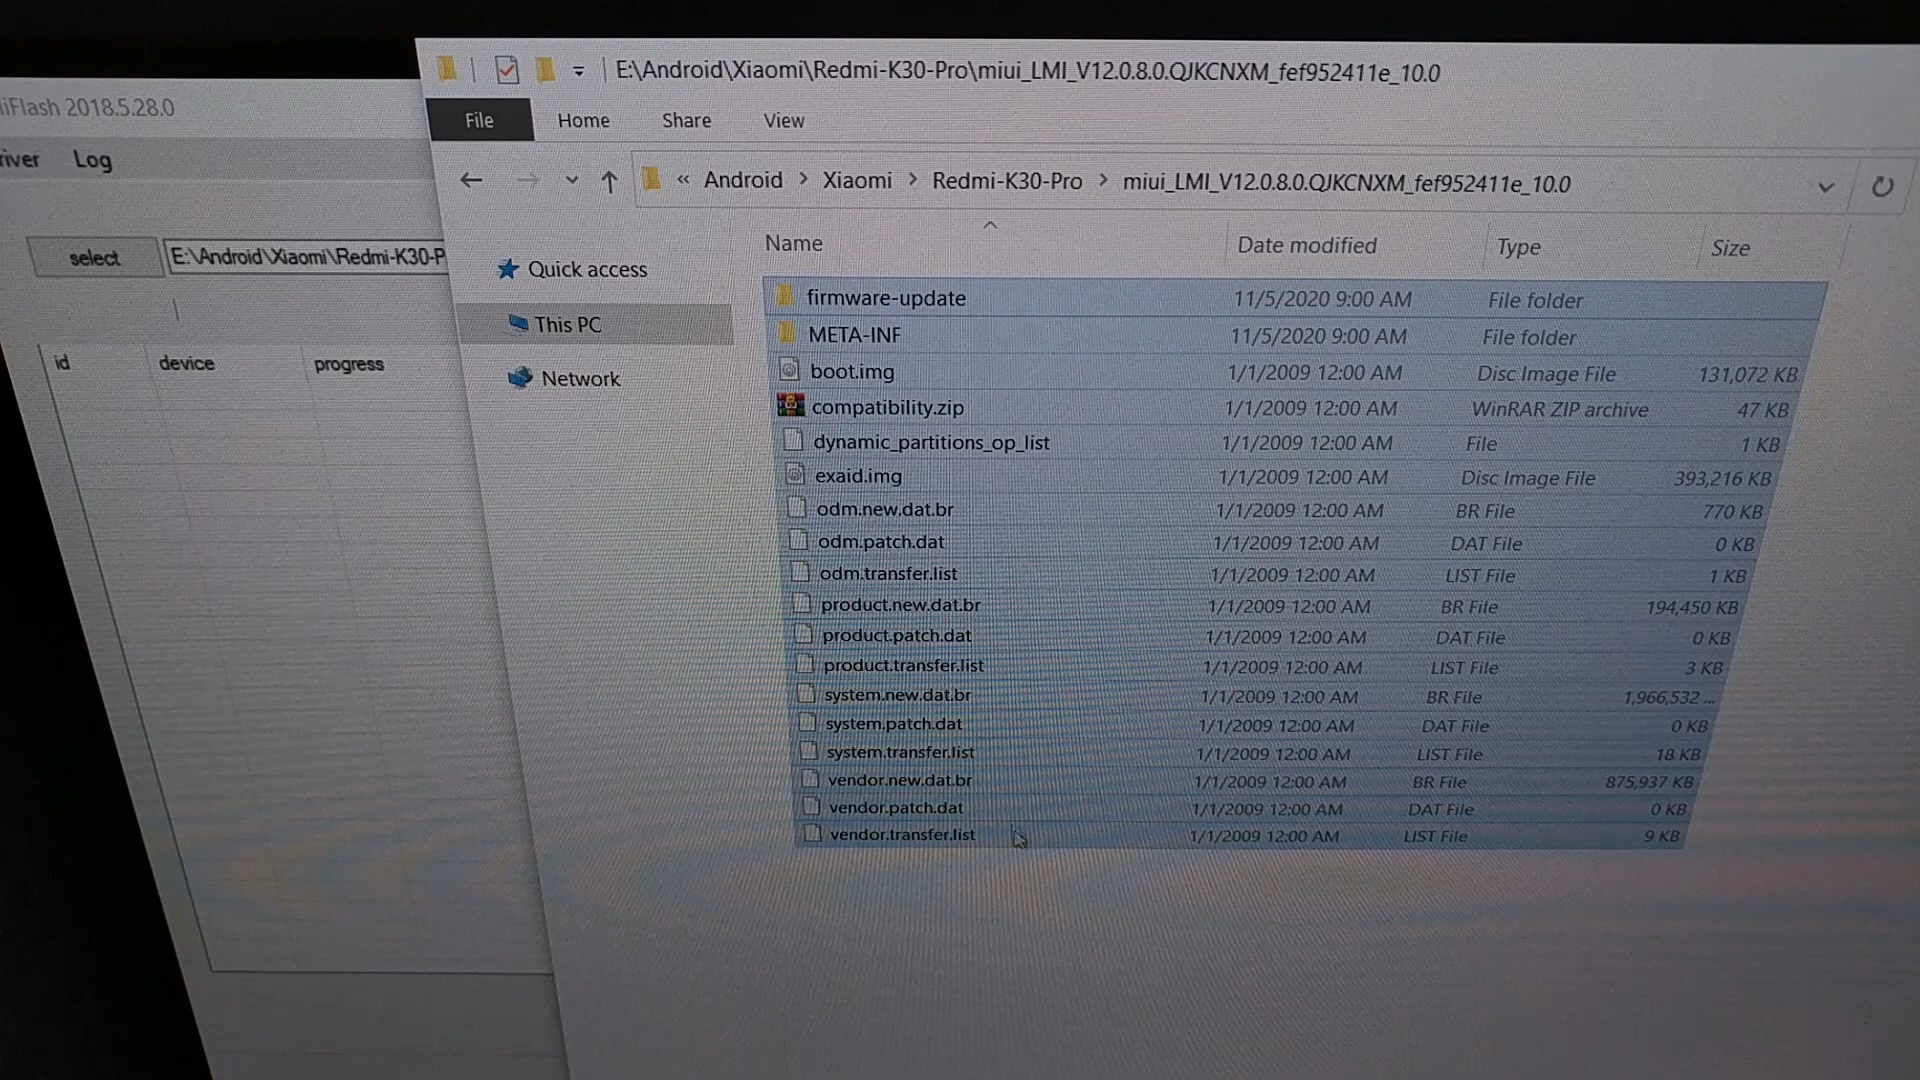 E:\Android\Xiaomi\Redmi-K30-Pro\miui_LMI_V12.0.8.0.QJKCNXM_fef952411e_10.0
File Home Share View
« Android > Xiaomi > Redmi-K30-Pro > miui_LMI_V12.0.8.0.QJKCNXM_fef952411e_10.0
iFlash 2018.5.28.0
river Log
select E:\Android\Xiaomi\Redmi-K30-P
id device progress
Quick access
This PC
Network
Name Date modified Type Size
firmware-update 11/5/2020 9:00 AM File folder
META-INF 11/5/2020 9:00 AM File folder
boot.img 1/1/2009 12:00 AM Disc Image File 131,072 KB
compatibility.zip 1/1/2009 12:00 AM WinRAR ZIP archive 47 KB
dynamic_partitions_op_list 1/1/2009 12:00 AM File 1 KB
exaid.img 1/1/2009 12:00 AM Disc Image File 393,216 KB
odm.new.dat.br 1/1/2009 12:00 AM BR File 770 KB
odm.patch.dat 1/1/2009 12:00 AM DAT File 0 KB
odm.transfer.list 1/1/2009 12:00 AM LIST File 1 KB
product.new.dat.br 1/1/2009 12:00 AM BR File 194,450 KB
product.patch.dat 1/1/2009 12:00 AM DAT File 0 KB
product.transfer.list 1/1/2009 12:00 AM LIST File 3 KB
system.new.dat.br 1/1/2009 12:00 AM BR File 1,966,532 ...
system.patch.dat 1/1/2009 12:00 AM DAT File 0 KB
system.transfer.list 1/1/2009 12:00 AM LIST File 18 KB
vendor.new.dat.br 1/1/2009 12:00 AM BR File 875,937 KB
vendor.patch.dat 1/1/2009 12:00 AM DAT File 0 KB
vendor.transfer.list 1/1/2009 12:00 AM LIST File 9 KB